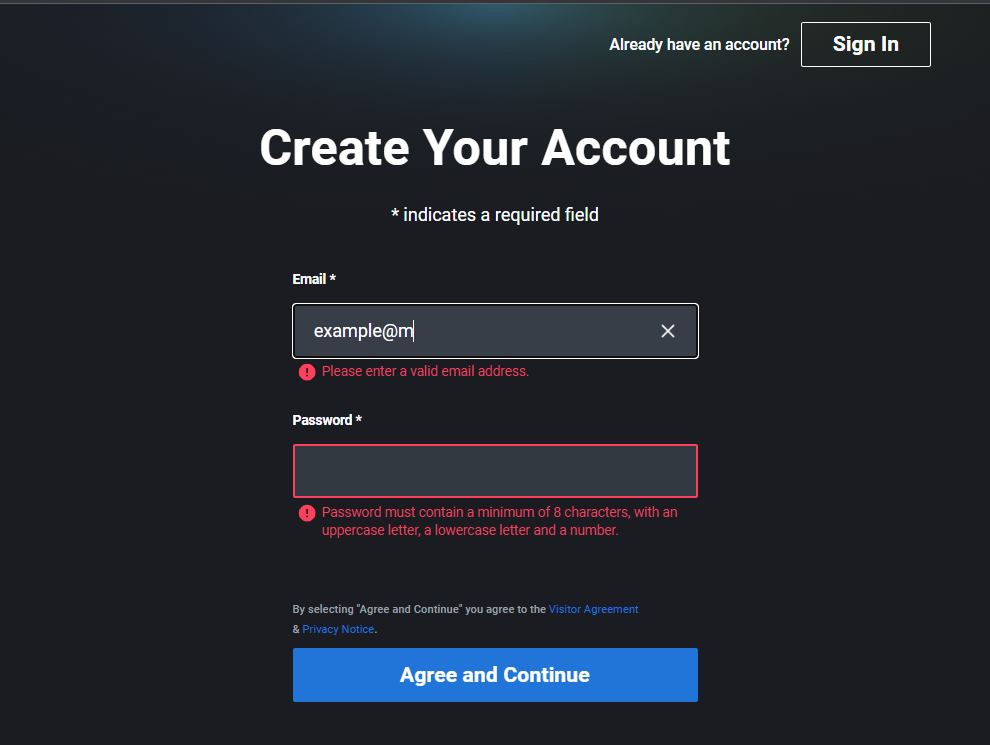 Already have an account?
Sign In
Create Your Account
* indicates a required field
Email *
example@m
Please enter a valid email address.
Password *
Password must contain a minimum of 8 characters, with an
uppercase letter, a lowercase letter and a number.
By selecting "Agree and Continue" you agree to the Visitor Agreement
& Privacy Notice.
Agree and Continue